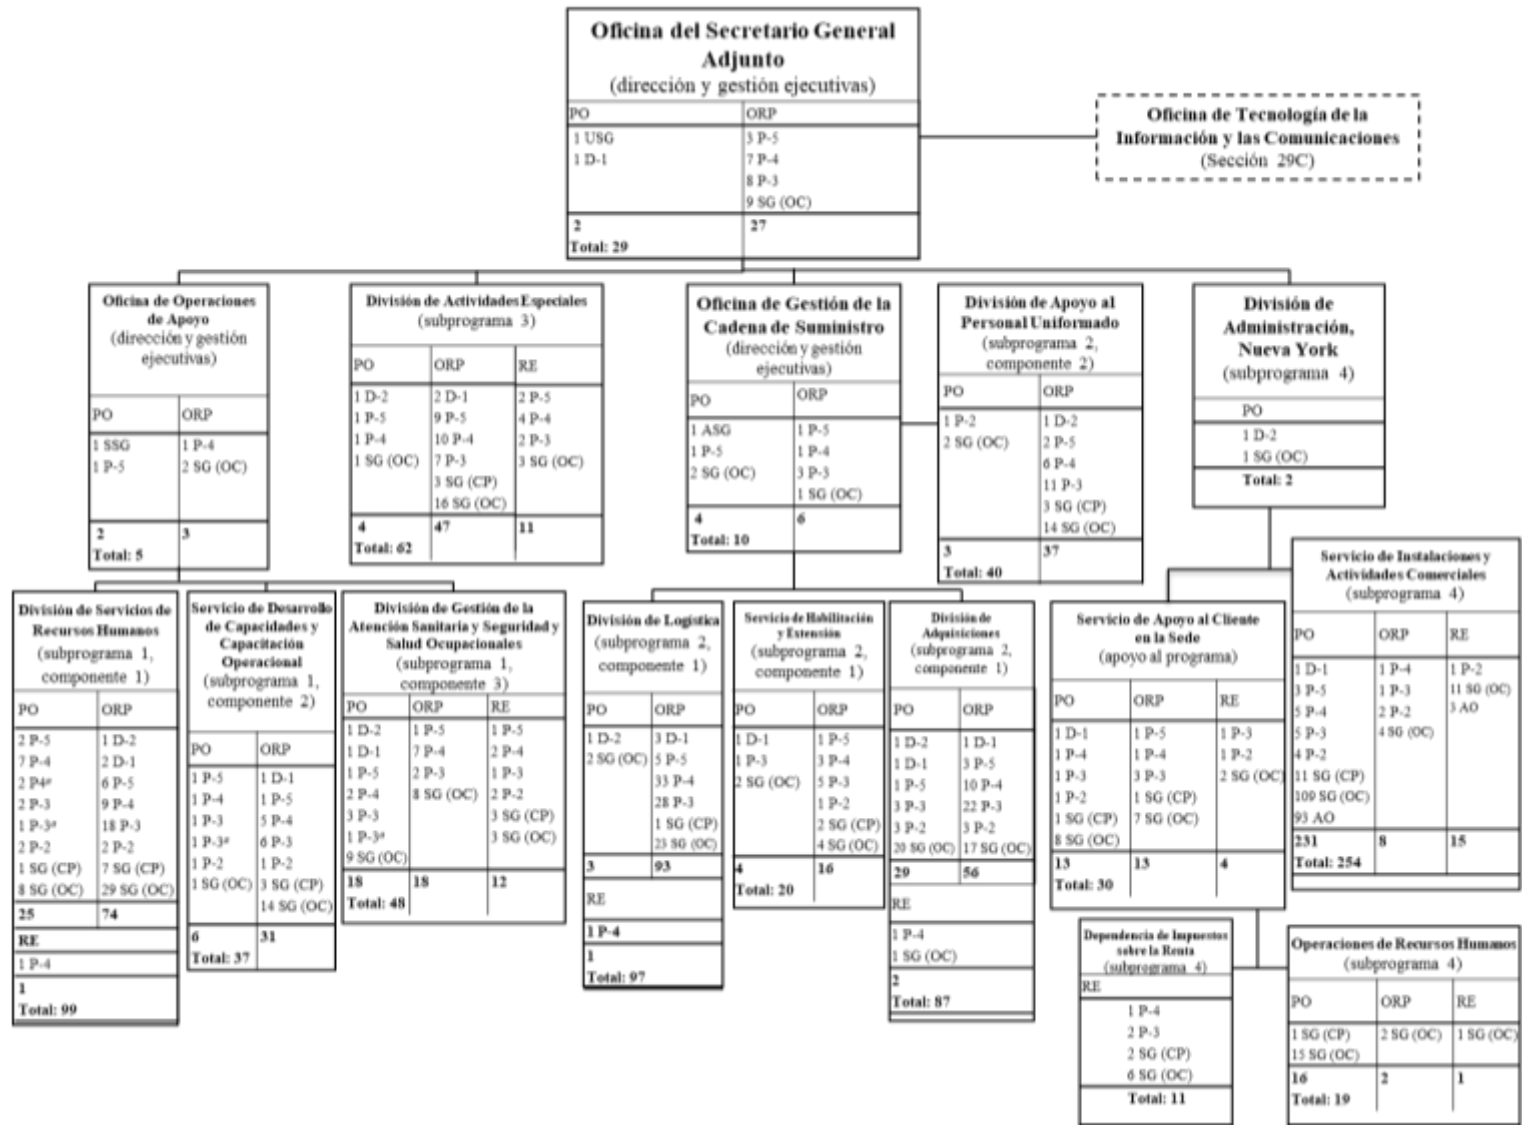 Oficina del Secretario General
Adjunto
(dirección y gestión ejecutivas)
PO ORP
1 USG 3 P-5
1 D-1 7 P-4
8 P-3
9 SG (OC)
2 27
Total: 29
Oficina de Tecnología de la
Información y las Comunicaciones
(Sección 29C)
Oficina de Operaciones
de Apoyo
(dirección y gestión
ejecutivas)
PO ORP
1 SSG 1 P-4
1 P-5 2 SG (OC)
2 3
Total: 5
División de Actividades Especiales
(subprograma 3)
PO ORP RE
1 D-2 2 D-1 2 P-5
1 P-5 9 P-5 4 P-4
1 P-4 10 P-4 2 P-3
1 SG (OC) 7 P-3 3 SG (OC)
3 SG (CP)
16 SG (OC)
4 47 11
Total: 62
Oficina de Gestión de la
Cadena de Suministro
(dirección y gestión
ejecutivas)
PO ORP
1 ASG 1 P-5
1 P-5 1 P-4
2 SG (OC) 3 P-3
1 SG (OC)
4 6
Total: 10
División de Apoyo al
Personal Uniformado
(subprograma 2,
componente 2)
PO ORP
1 P-2 1 D-2
2 SG (OC) 2 P-5
6 P-4
11 P-3
3 SG (CP)
14 SG (OC)
3 37
Total: 40
División de
Administración,
Nueva York
(subprograma 4)
PO
1 D-2
1 SG (OC)
Total: 2
División de Servicios de
Recursos Humanos
(subprograma 1,
componente 1)
PO ORP
2 P-5 1 D-2
7 P-4 2 D-1
2 P4ª 6 P-5
2 P-3 9 P-4
1 P-3ª 18 P-3
2 P-2 2 P-2
1 SG (CP) 7 SG (CP)
8 SG (OC) 29 SG (OC)
25 74
RE
1 P-4
1
Total: 99
Servicio de Desarrollo
de Capacidades y
Capacitación
Operacional
(subprograma 1,
componente 2)
PO ORP
1 P-5 1 D-1
1 P-4 1 P-5
1 P-3 5 P-4
1 P-3ª 6 P-3
1 P-2 1 P-2
1 SG (OC) 3 SG (CP)
14 SG (OC)
6 31
Total: 37
División de Gestión de la
Atención Sanitaria y Seguridad y
Salud Ocupacionales
(subprograma 1,
componente 3)
PO ORP RE
1 D-2 1 P-5 1 P-5
1 D-1 7 P-4 2 P-4
1 P-5 2 P-3 1 P-3
2 P-4 8 SG (OC) 2 P-2
3 P-3 3 SG (CP)
1 P-3ª 3 SG (OC)
9 SG (OC)
18 18 12
Total: 48
División de Logística
(subprograma 2,
componente 1)
PO ORP
1 D-2 3 D-1
2 SG (OC) 5 P-5
33 P-4
28 P-3
1 SG (CP)
23 SG (OC)
3 93
RE
1 P-4
1
Total: 97
Servicio de Habilitación
y Extensión
(subprograma 2,
componente 1)
PO ORP
1 D-1 1 P-5
1 P-3 3 P-4
2 SG (OC) 5 P-3
1 P-2
2 SG (CP)
4 SG (OC)
4 16
Total: 20
División de
Adquisiciones
(subprograma 2,
componente 1)
PO ORP
1 D-2 1 D-1
1 D-1 3 P-5
1 P-5 10 P-4
3 P-3 22 P-3
3 P-2 3 P-2
20 SG (OC) 17 SG (OC)
29 56
RE
1 P-4
1 SG (OC)
2
Total: 87
Servicio de Apoyo al Cliente
en la Sede
(apoyo al programa)
PO ORP RE
1 D-1 1 P-5 1 P-3
1 P-4 1 P-4 1 P-2
1 P-3 3 P-3 2 SG (OC)
1 P-2 1 SG (CP)
1 SG (CP) 7 SG (OC)
8 SG (OC)
13 13 4
Total: 30
Servicio de Instalaciones y
Actividades Comerciales
(subprograma 4)
PO ORP RE
1 D-1 1 P-4 1 P-2
3 P-5 1 P-3 11 SG (OC)
5 P-4 2 P-2 3 AO
5 P-3 4 SG (OC)
4 P-2
11 SG (CP)
109 SG (OC)
93 AO
231 8 15
Total: 254
Dependencia de Impuestos
sobre la Renta
(subprograma 4)
RE
1 P-4
2 P-3
2 SG (CP)
6 SG (OC)
Total: 11
Operaciones de Recursos Humanos
(subprograma 4)
PO ORP RE
1 SG (CP) 2 SG (OC) 1 SG (OC)
15 SG (OC)
16 2 1
Total: 19